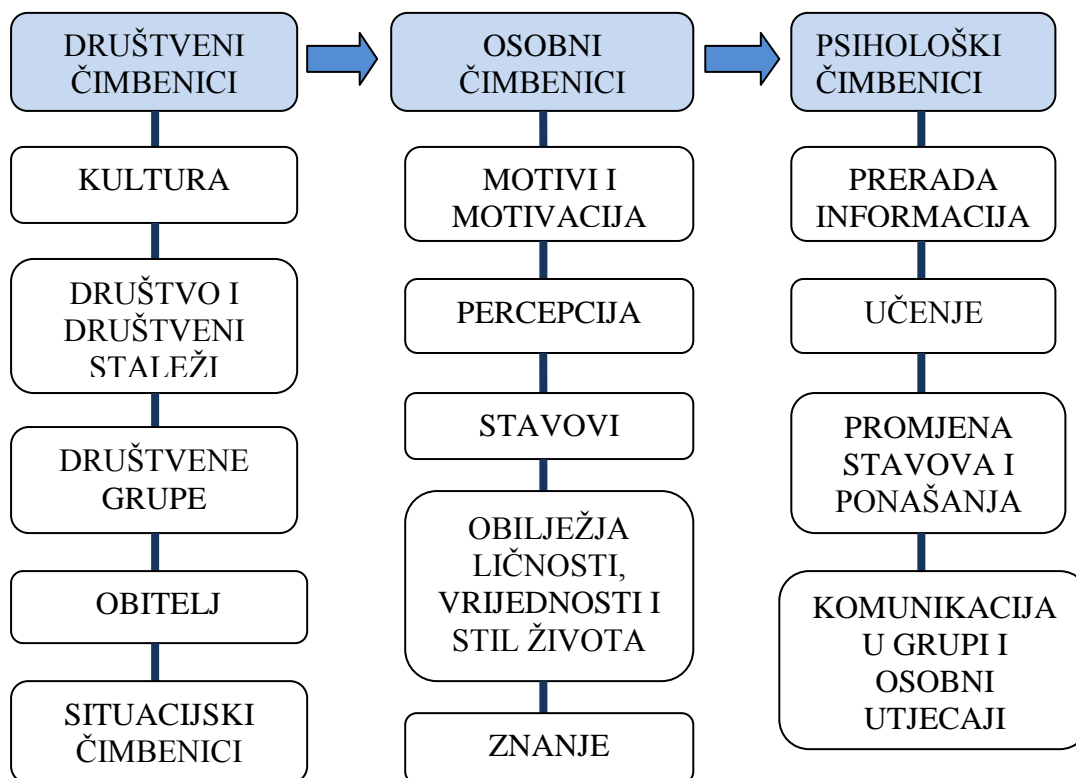 DRUŠTVENI
ČIMBENICI
KULTURA
DRUŠTVO I
DRUŠTVENI
STALEŽI
DRUŠTVENE
GRUPE
OBITELJ
SITUACIJSKI
ČIMBENICI
OSOBNI
ČIMBENICI
MOTIVI I
MOTIVACIJA
PERCEPCIJA
STAVOVI
OBILJEŽJA
LIČNOSTI,
VRIJEDNOSTI I
STIL ŽIVOTA
ZNANJE
PSIHOLOŠKI
ČIMBENICI
PRERADA
INFORMACIJA
UČENJE
PROMJENA
STAVOVA I
PONAŠANJA
KOMUNIKACIJA
U GRUPI I
OSOBNI
UTJECAJI